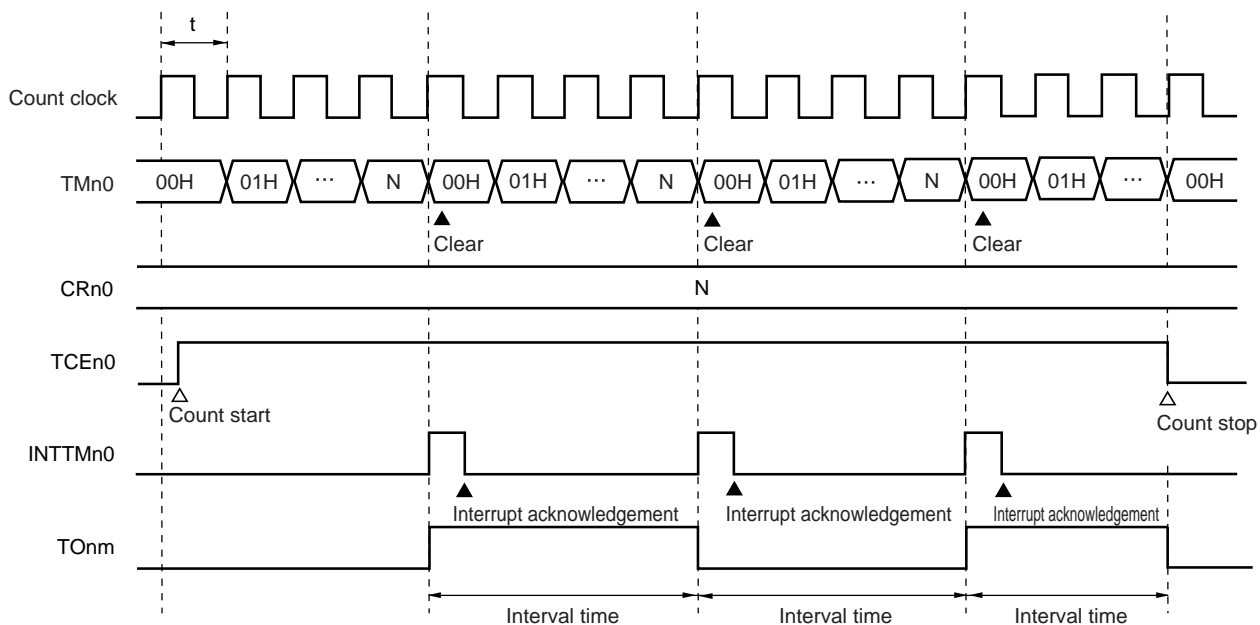 t
Count clock
TMn0 00H 01H ... N 00H 01H ... N 00H 01H ... N 00H 01H ... 00H
Clear Clear Clear
CRn0 N
TCEn0
Count start Count stop
INTTMn0
Interrupt acknowledgement Interrupt acknowledgement Interrupt acknowledgement
TOnm
Interval time Interval time Interval time